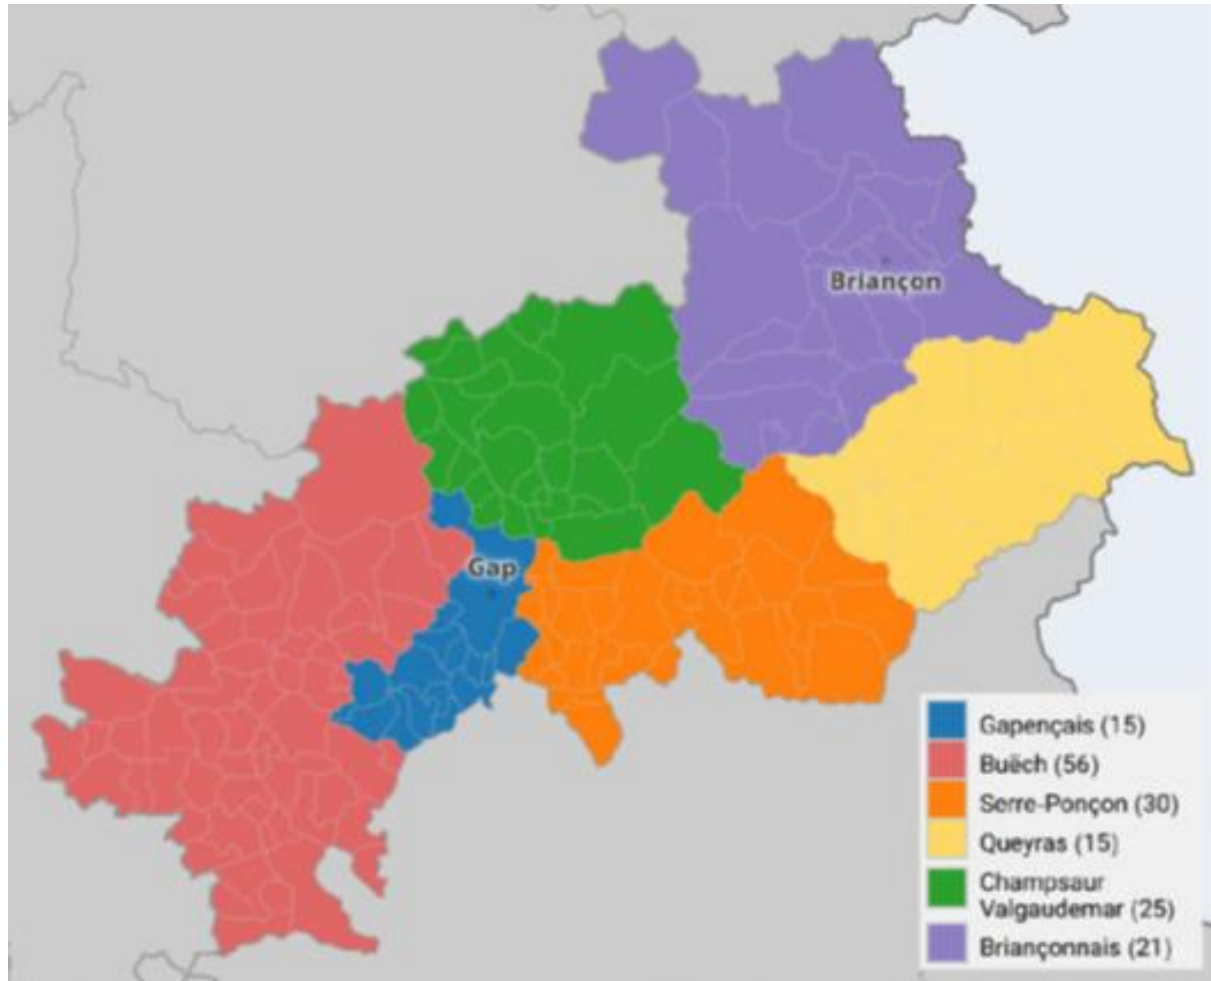 Briançon
Gap
Gapençais (15)
Buëch (56)
Serre-Ponçon (30)
Queyras (15)
Champsaur
Valgaudemar (25)
Briançonnais (21)